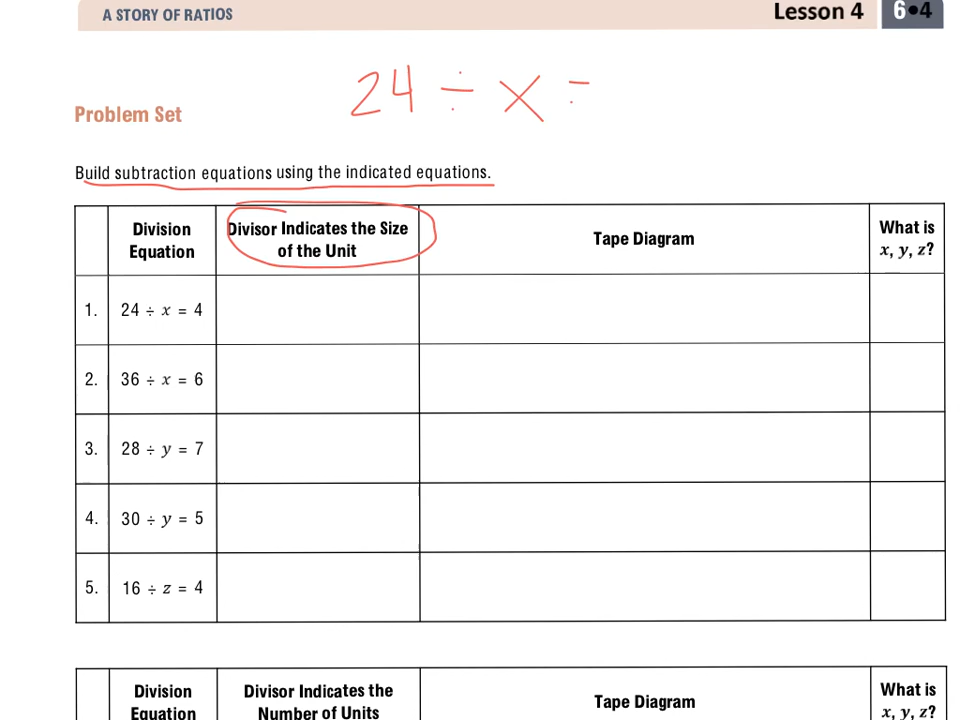 A STORY OF RATIOS
Lesson 4 6•4
24 ÷ x =
Problem Set
Build subtraction equations using the indicated equations.
Division Equation
Divisor Indicates the Size of the Unit
Tape Diagram
What is x, y, z?
1. 24 ÷ x = 4
2. 36 ÷ x = 6
3. 28 ÷ y = 7
4. 30 ÷ y = 5
5. 16 ÷ z = 4
Division Equation
Divisor Indicates the Number of Units
Tape Diagram
What is x, y, z?